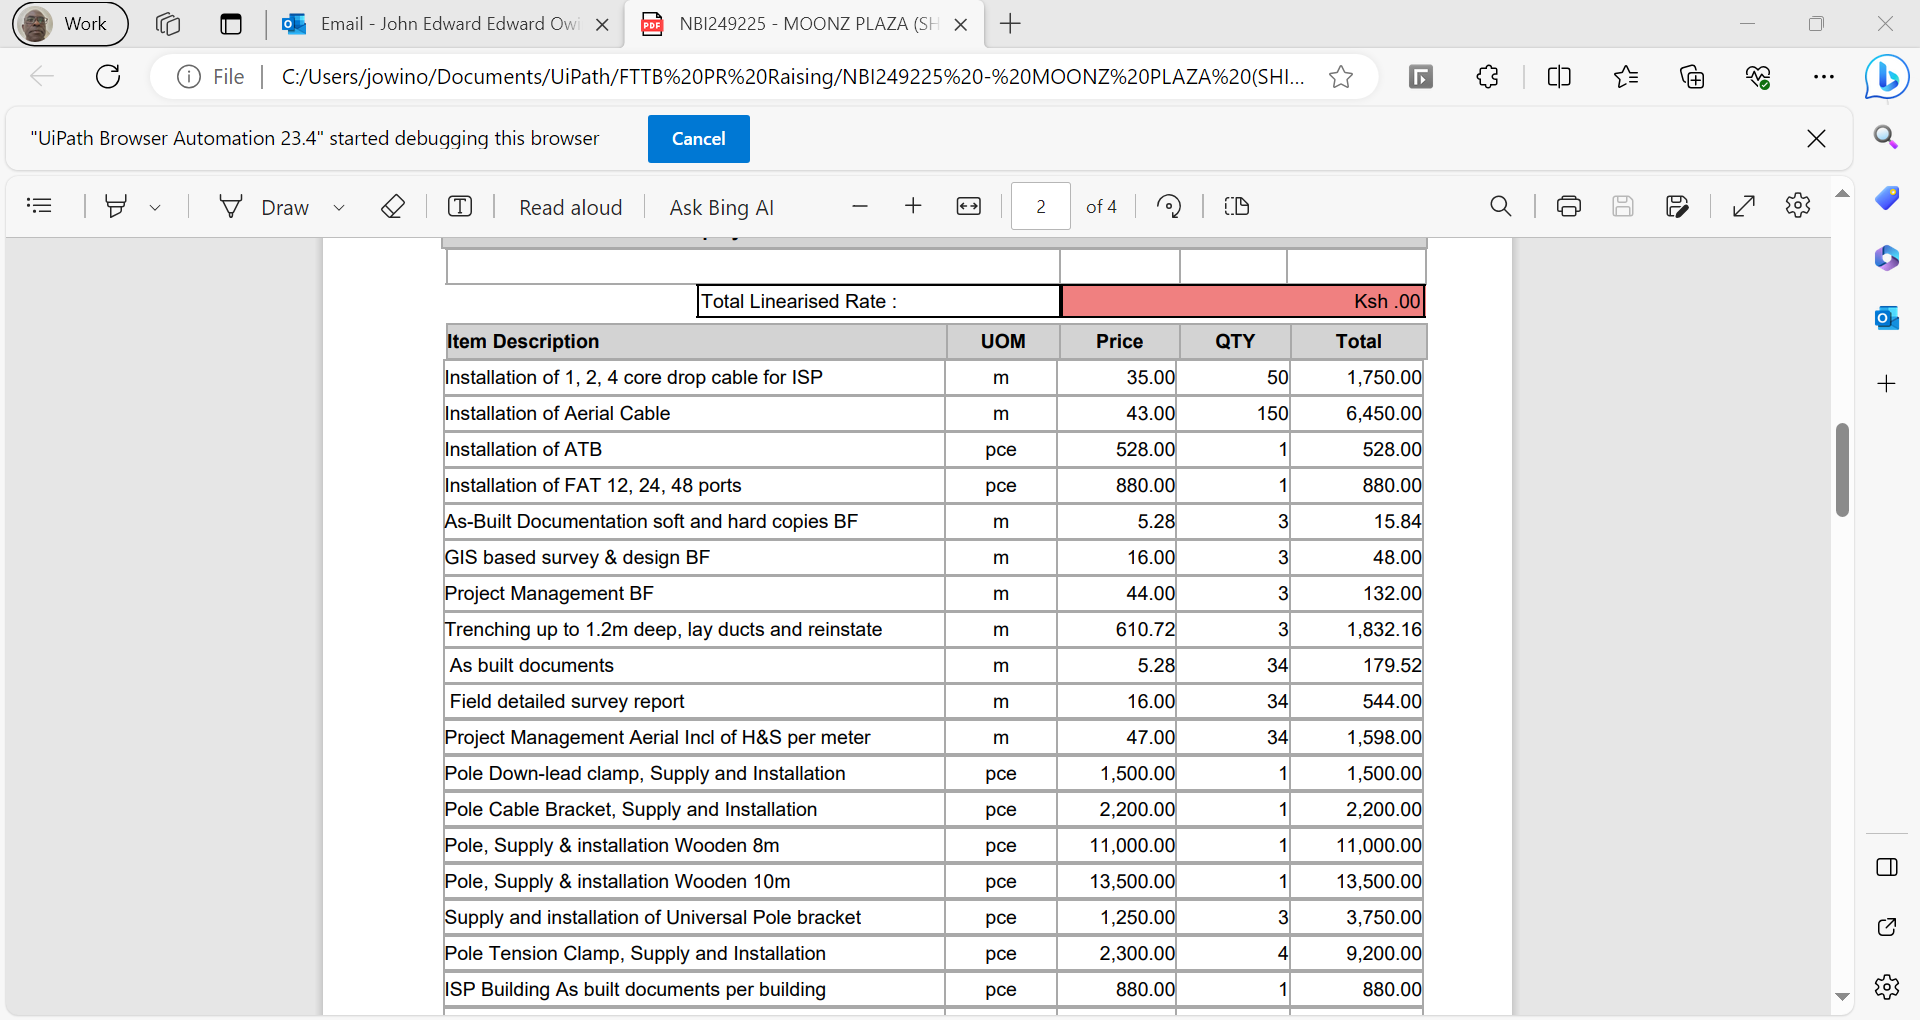 Work
Email - John Edward Edward Owi
NBI249225 - MOONZ PLAZA (SH
File
C:/Users/jowino/Documents/UiPath/FTTB%20PR%20Raising/NBI249225%20-%20MOONZ%20PLAZA%20(SHI...
"UiPath Browser Automation 23.4" started debugging this browser
Cancel
Draw
Read aloud
Ask Bing AI
2 of 4
Total Linearised Rate : Ksh .00
Item Description UOM Price QTY Total
Installation of 1, 2, 4 core drop cable for ISP m 35.00 50 1,750.00
Installation of Aerial Cable m 43.00 150 6,450.00
Installation of ATB pce 528.00 1 528.00
Installation of FAT 12, 24, 48 ports pce 880.00 1 880.00
As-Built Documentation soft and hard copies BF m 5.28 3 15.84
GIS based survey & design BF m 16.00 3 48.00
Project Management BF m 44.00 3 132.00
Trenching up to 1.2m deep, lay ducts and reinstate m 610.72 3 1,832.16
As built documents m 5.28 34 179.52
Field detailed survey report m 16.00 34 544.00
Project Management Aerial Incl of H&S per meter m 47.00 34 1,598.00
Pole Down-lead clamp, Supply and Installation pce 1,500.00 1 1,500.00
Pole Cable Bracket, Supply and Installation pce 2,200.00 1 2,200.00
Pole, Supply & installation Wooden 8m pce 11,000.00 1 11,000.00
Pole, Supply & installation Wooden 10m pce 13,500.00 1 13,500.00
Supply and installation of Universal Pole bracket pce 1,250.00 3 3,750.00
Pole Tension Clamp, Supply and Installation pce 2,300.00 4 9,200.00
ISP Building As built documents per building pce 880.00 1 880.00